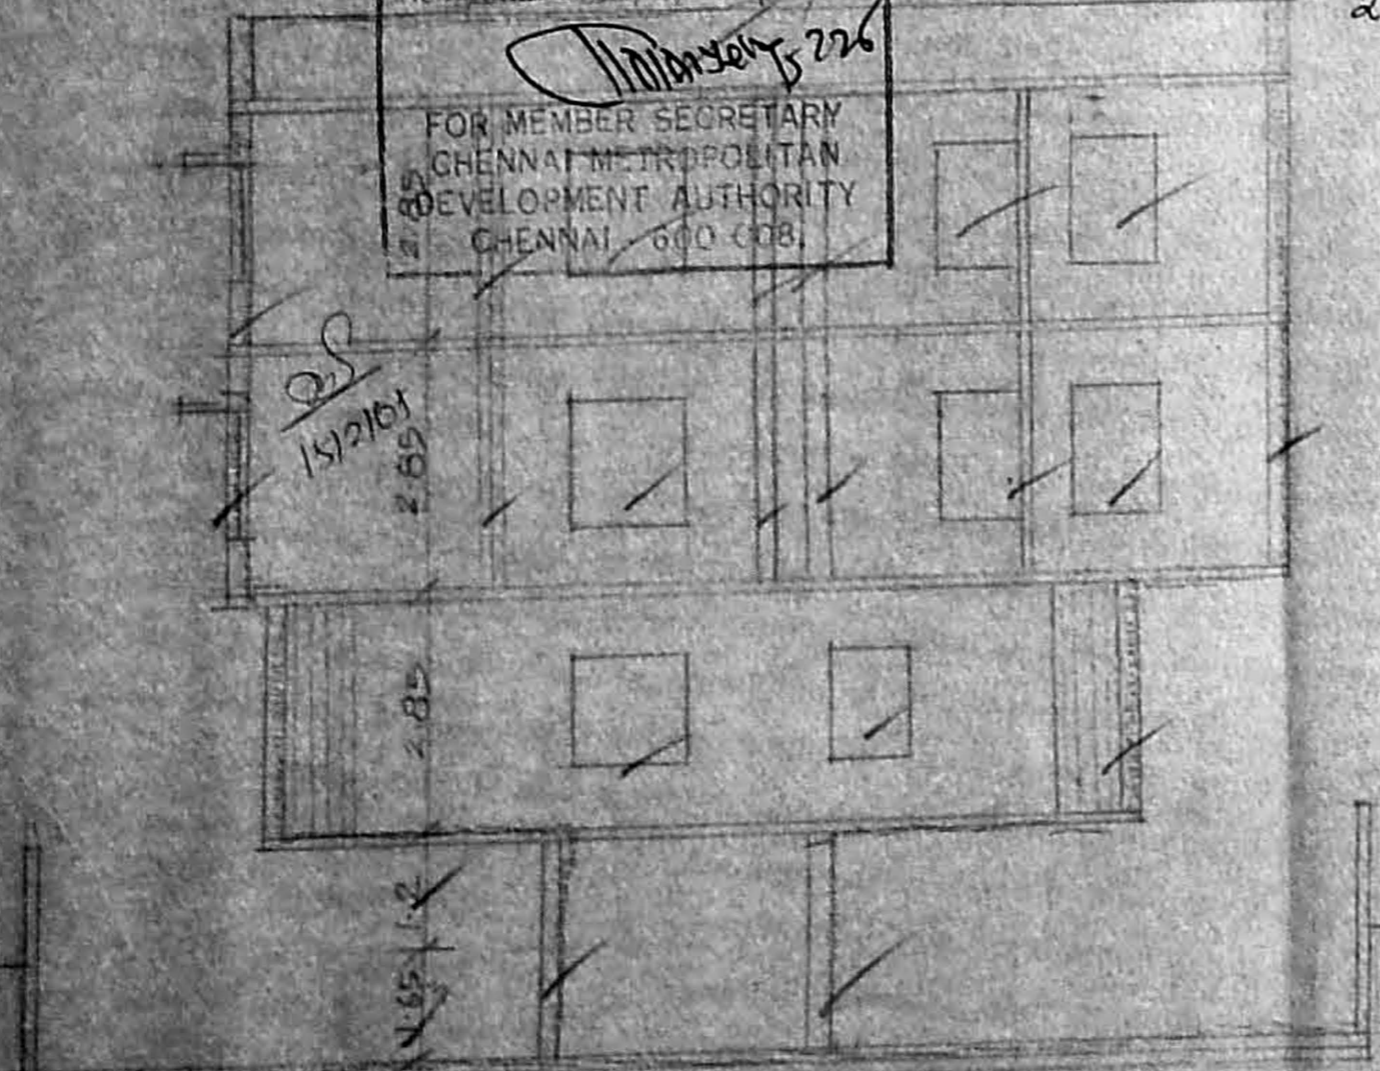 FOR MEMBER SECRETARY
CHENNAI METROPOLITAN
DEVELOPMENT AUTHORITY
CHENNAI 600 008.
2.85
15/2/01
2.85
2.85
1.2
1.65